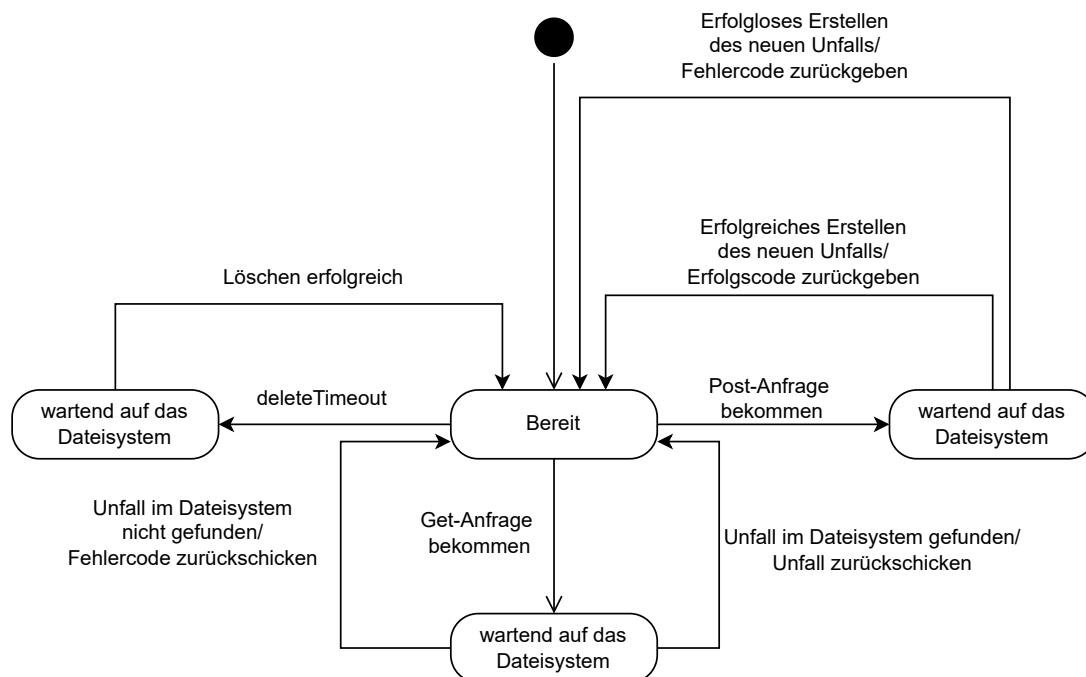 Erfolgloses Erstellen
des neuen Unfalls/
Fehlercode zurückgeben
Erfolgreiches Erstellen
des neuen Unfalls/
Erfolgscode zurückgeben
Löschen erfolgreich
wartend auf das
Dateisystem
deleteTimeout
Bereit
Post-Anfrage
bekommen
wartend auf das
Dateisystem
Unfall im Dateisystem
nicht gefunden/
Fehlercode zurückschicken
Get-Anfrage
bekommen
Unfall im Dateisystem gefunden/
Unfall zurückschicken
wartend auf das
Dateisystem